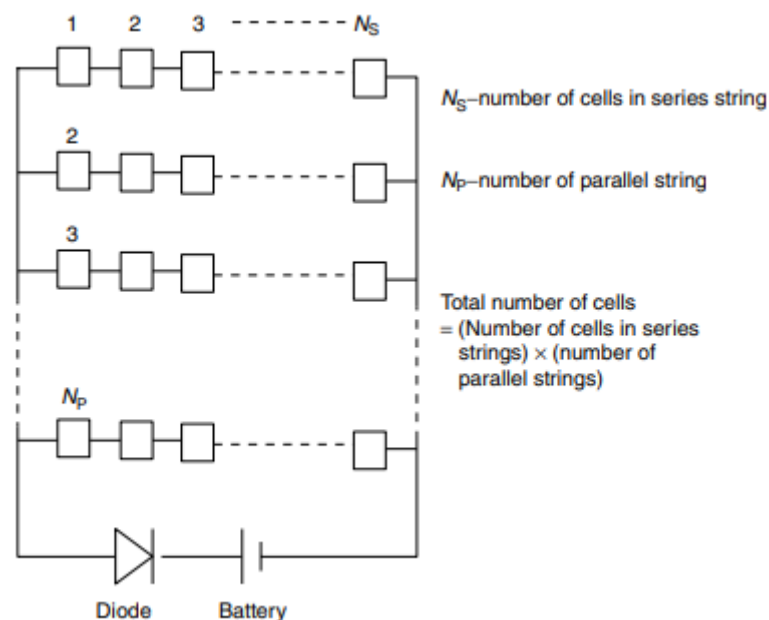 1 2 3 N_S
N_S–number of cells in series string
2
N_P–number of parallel string
3
Total number of cells
= (Number of cells in series
strings) × (number of
parallel strings)
N_P
Diode Battery